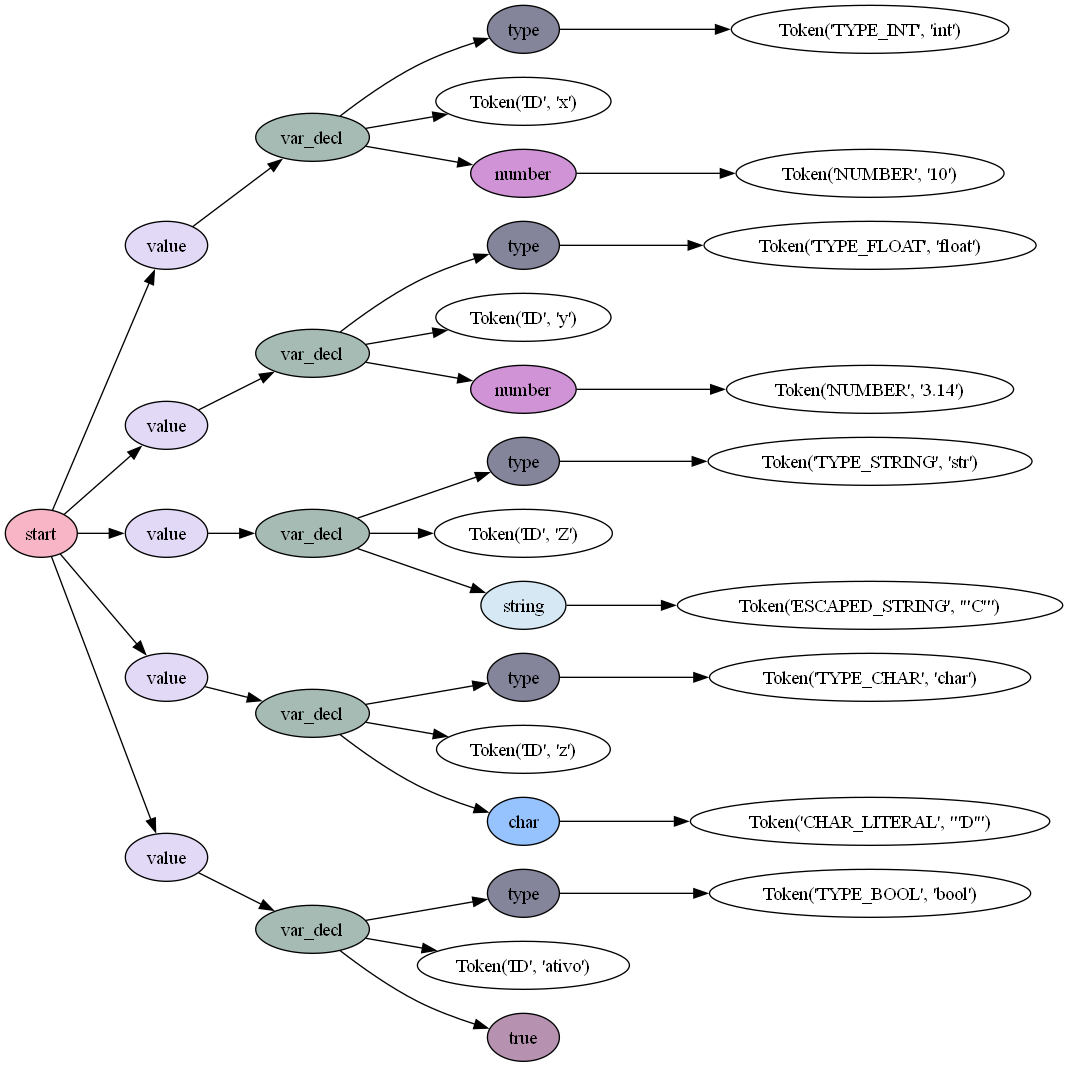 type
Token('TYPE_INT', 'int')
Token('ID', 'x')
var_decl
number
Token('NUMBER', '10')
value
type
Token('TYPE_FLOAT', 'float')
Token('ID', 'y')
var_decl
number
Token('NUMBER', '3.14')
value
type
Token('TYPE_STRING', 'str')
start
value
var_decl
Token('ID', 'Z')
string
Token('ESCAPED_STRING', '"C"')
value
type
Token('TYPE_CHAR', 'char')
var_decl
Token('ID', 'z')
char
Token('CHAR_LITERAL', "'D'")
value
type
Token('TYPE_BOOL', 'bool')
var_decl
Token('ID', 'ativo')
true